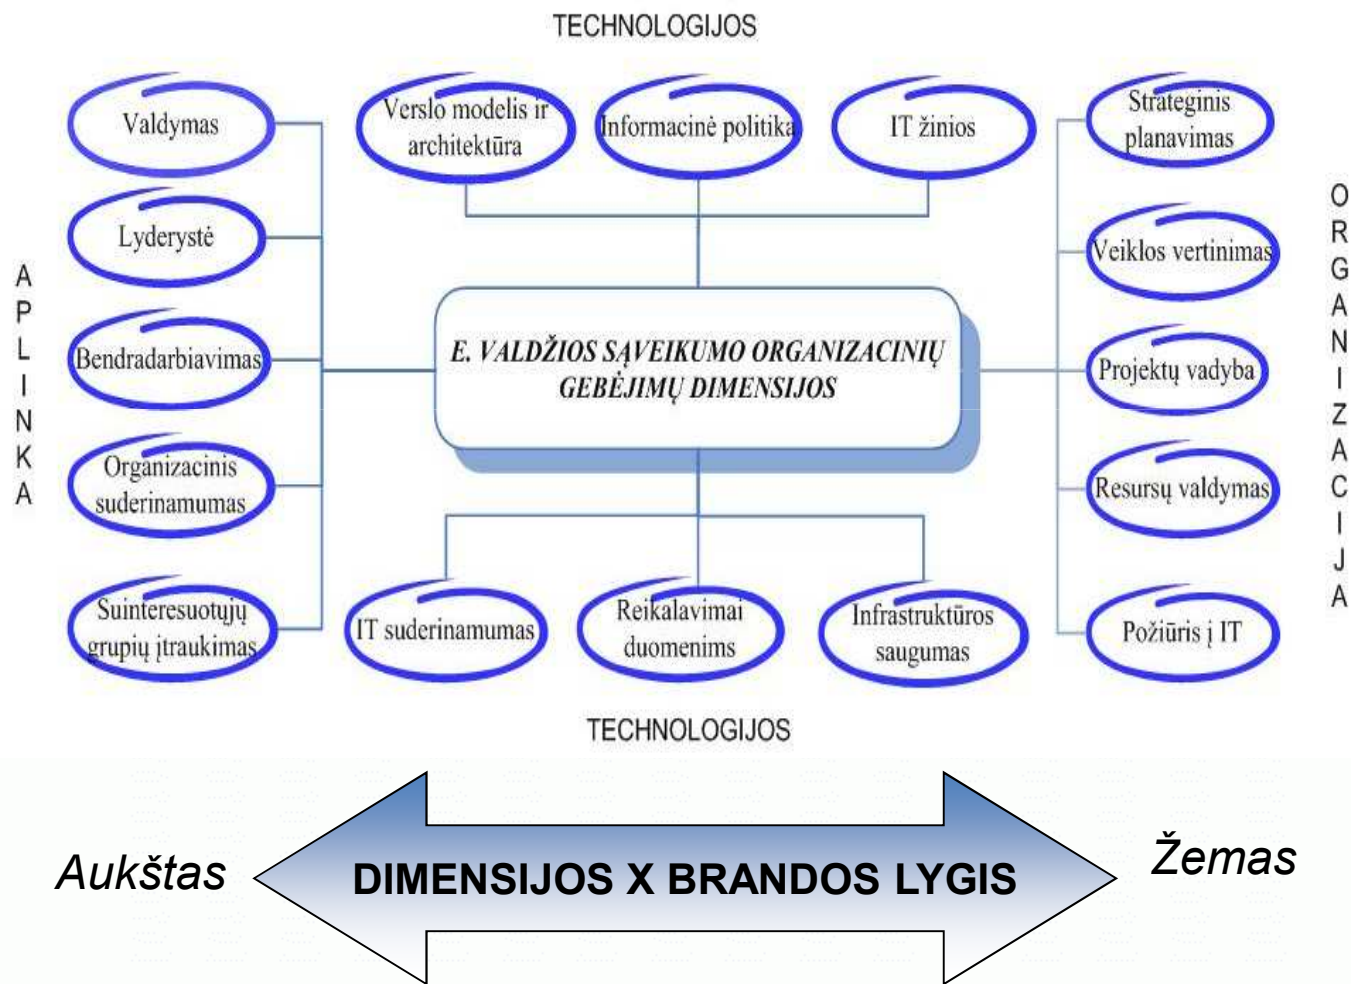 TECHNOLOGIJOS
Valdymas
Verslo modelis ir
architektūra
Informacinė politika
IT žinios
Strateginis
planavimas
Lyderystė
Veiklos vertinimas
APLINKA
ORGANIZACIJA
Bendradarbiavimas
E. VALDŽIOS SĄVEIKUMO ORGANIZACINIŲ
GEBĖJIMŲ DIMENSIJOS
Projektų vadyba
Organizacinis
suderinamumas
Resursų valdymas
Suinteresuotųjų
grupių įtraukimas
IT suderinamumas
Reikalavimai
duomenims
Infrastruktūros
saugumas
Požiūris į IT
TECHNOLOGIJOS
Aukštas
DIMENSIJOS X BRANDOS LYGIS
Žemas